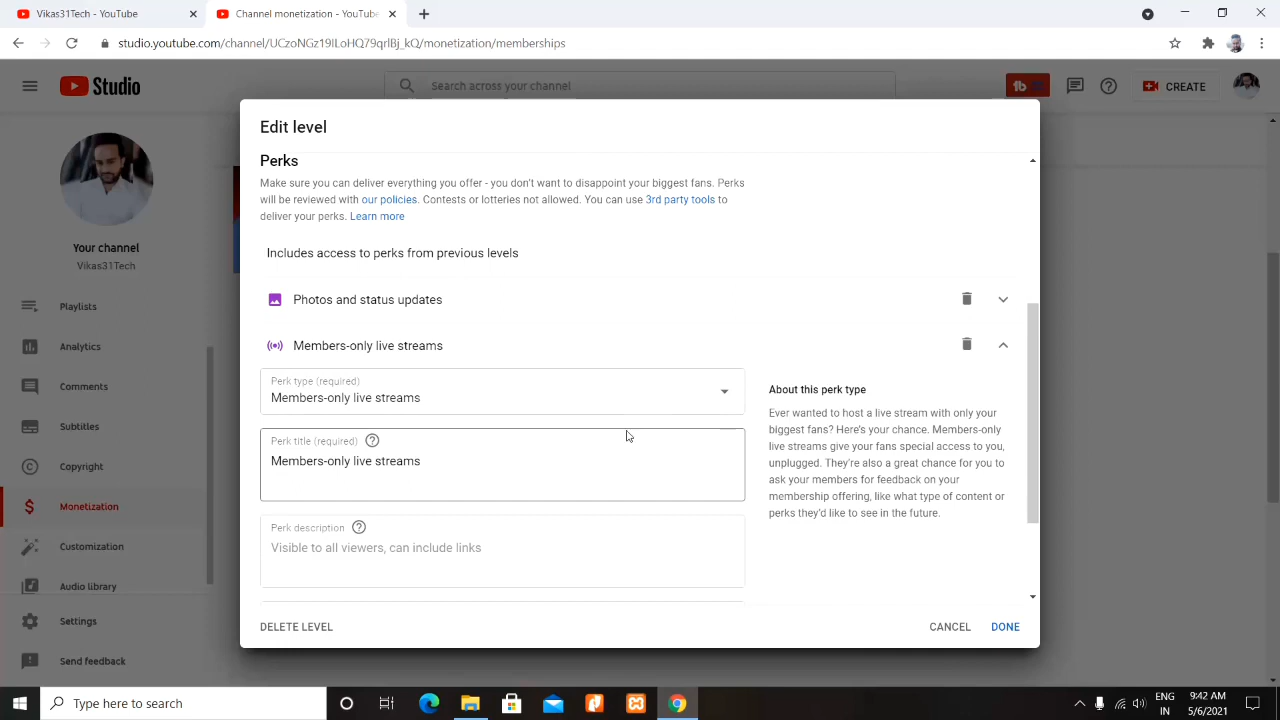 Vikas31Tech
Channel monetization - YouTube
studio.youtube.com/channel/UCzoNGz19ILoHQ79qrlBj_kQ/monetization/memberships
Studio
Search across your channel
CREATE
Your channel
Vikas31Tech
Playlists
Analytics
Comments
Subtitles
Copyright
Monetization
Customization
Audio library
Settings
Send feedback
Edit level
Perks
Make sure you can deliver everything you offer - you don't want to disappoint your biggest fans. Perks
will be reviewed with our policies. Contests or lotteries not allowed. You can use 3rd party tools to
deliver your perks. Learn more
Includes access to perks from previous levels
Photos and status updates
Members-only live streams
Perk type (required)
Members-only live streams
Perk title (required)
Members-only live streams
Perk description
Visible to all viewers, can include links
About this perk type
Ever wanted to host a live stream with only your
biggest fans? Here's your chance. Members-only
live streams give your fans special access to you,
unplugged. They're also a great chance for you to
ask your members for feedback on your
membership offering, like what type of content or
perks they'd like to see in the future.
DELETE LEVEL
CANCEL
DONE
Type here to search
ENG
IN
9:42 AM
5/6/2021